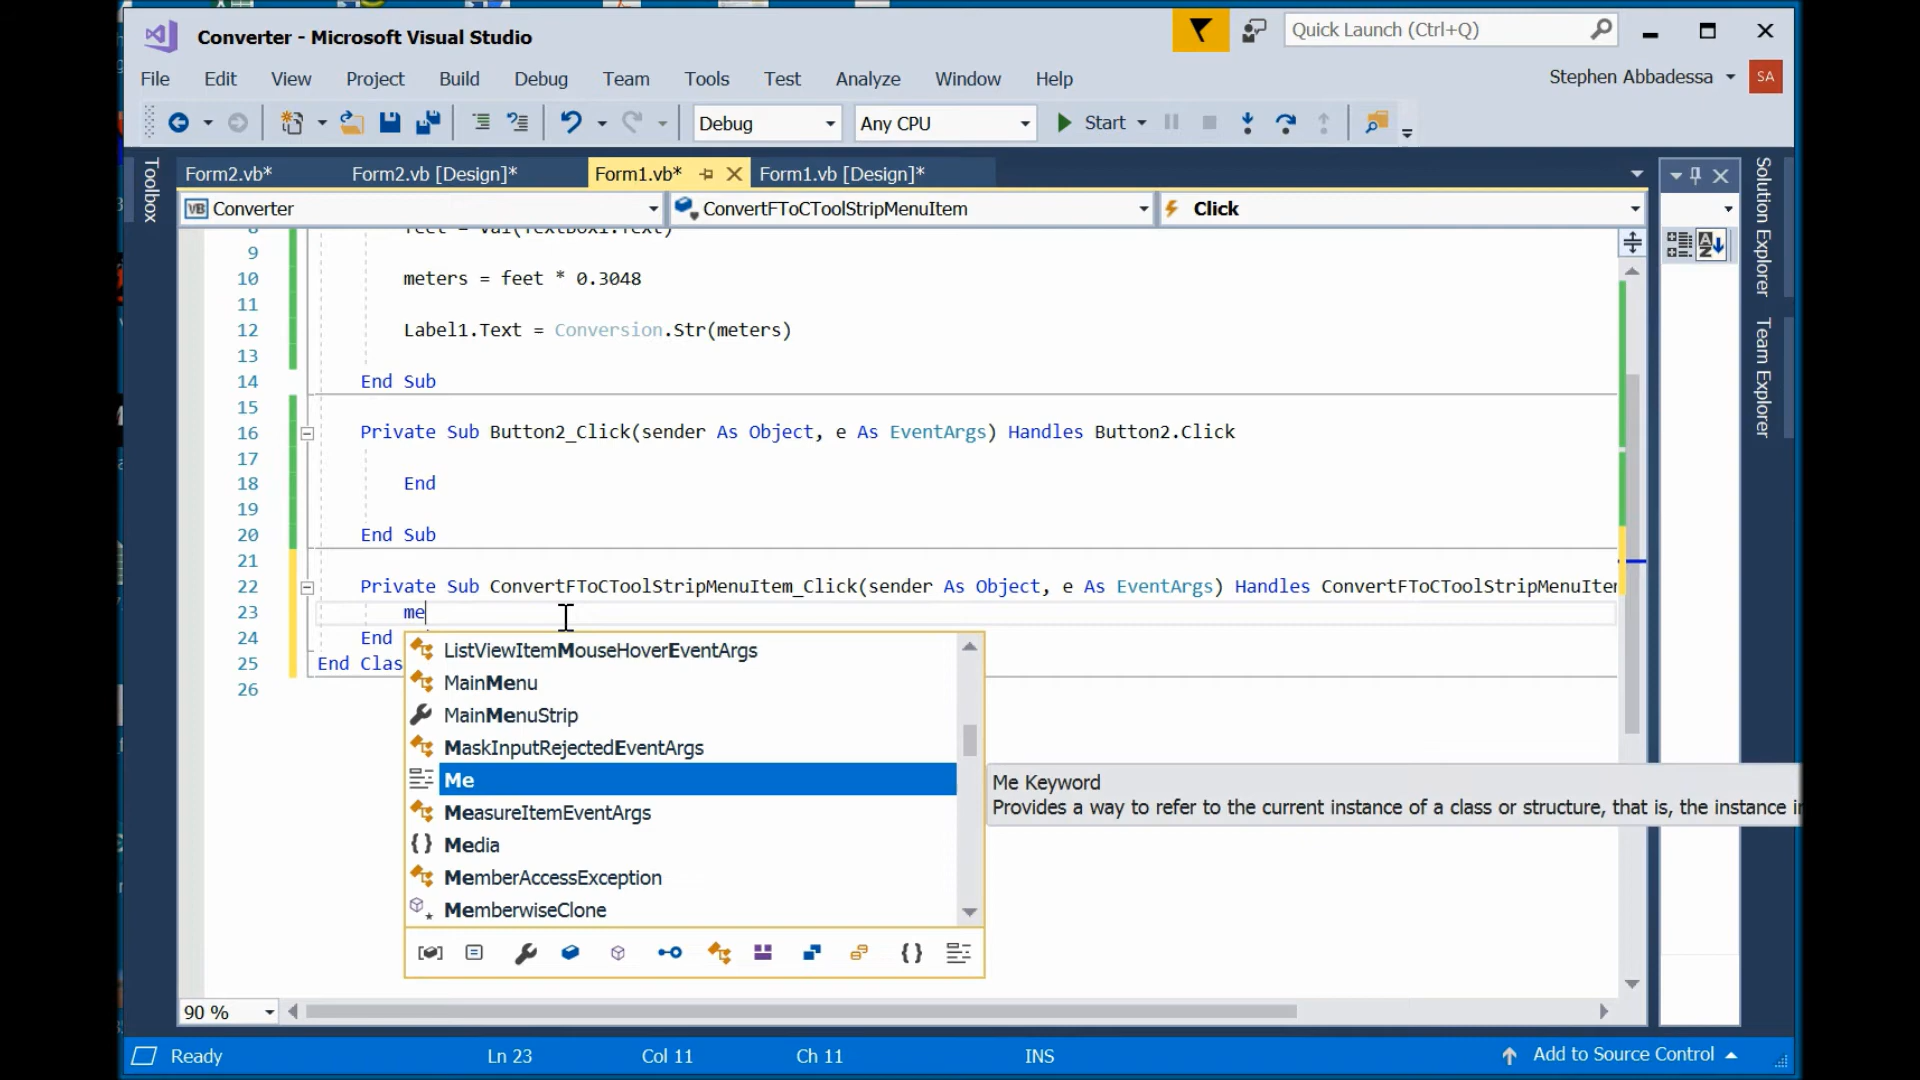 Converter - Microsoft Visual Studio
Quick Launch (Ctrl+Q)
File Edit View Project Build Debug Team Tools Test Analyze Window Help
Stephen Abbadessa SA
Debug Any CPU Start
Toolbox
Form2.vb* Form2.vb [Design]* Form1.vb* Form1.vb [Design]*
VB Converter ConvertFToCToolStripMenuItem Click
8 feet = Val(TextBox1.Text)
9
10 meters = feet * 0.3048
11
12 Label1.Text = Conversion.Str(meters)
13
14 End Sub
15
16 Private Sub Button2_Click(sender As Object, e As EventArgs) Handles Button2.Click
17
18 End
19
20 End Sub
21
22 Private Sub ConvertFToCToolStripMenuItem_Click(sender As Object, e As EventArgs) Handles ConvertFToCToolStripMenuItem
23 me
24 End
25 End Clas
26
ListViewItemMouseHoverEventArgs
MainMenu
MainMenuStrip
MaskInputRejectedEventArgs
Me
MeasureItemEventArgs
Media
MemberAccessException
MemberwiseClone
Me Keyword
Provides a way to refer to the current instance of a class or structure, that is, the instance i
Solution Explorer
Team Explorer
90 %
Ready Ln 23 Col 11 Ch 11 INS Add to Source Control